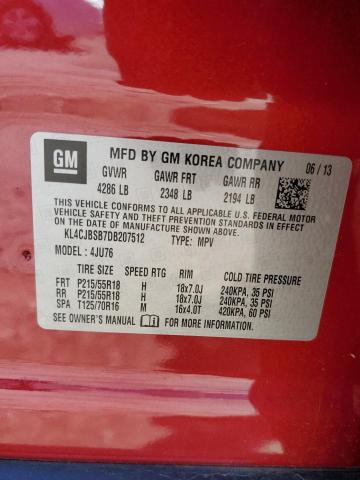 GM MFD BY GM KOREA COMPANY 06 / 13
GVWR GAWR FRT GAWR RR
4286 LB 2348 LB 2194 LB
THIS VEHICLE CONFORMS TO ALL APPLICABLE U.S. FEDERAL MOTOR
VEHICLE SAFETY, BUMPER, AND THEFT PREVENTION STANDARDS IN
EFFECT ON THE DATE OF MANUFACTURE SHOWN ABOVE.
KL4CJBSB7DB207512 TYPE: MPV
MODEL: 4JU76
TIRE SIZE SPEED RTG RIM COLD TIRE PRESSURE
FRT P215/55R18 H 18x7.0J 240KPA, 35 PSI
RR P215/55R18 H 18x7.0J 240KPA, 35 PSI
SPA T125/70R16 M 16x4.0T 420KPA, 60 PSI
SEE OWNER'S MANUAL FOR ADDITIONAL INFORMATION.